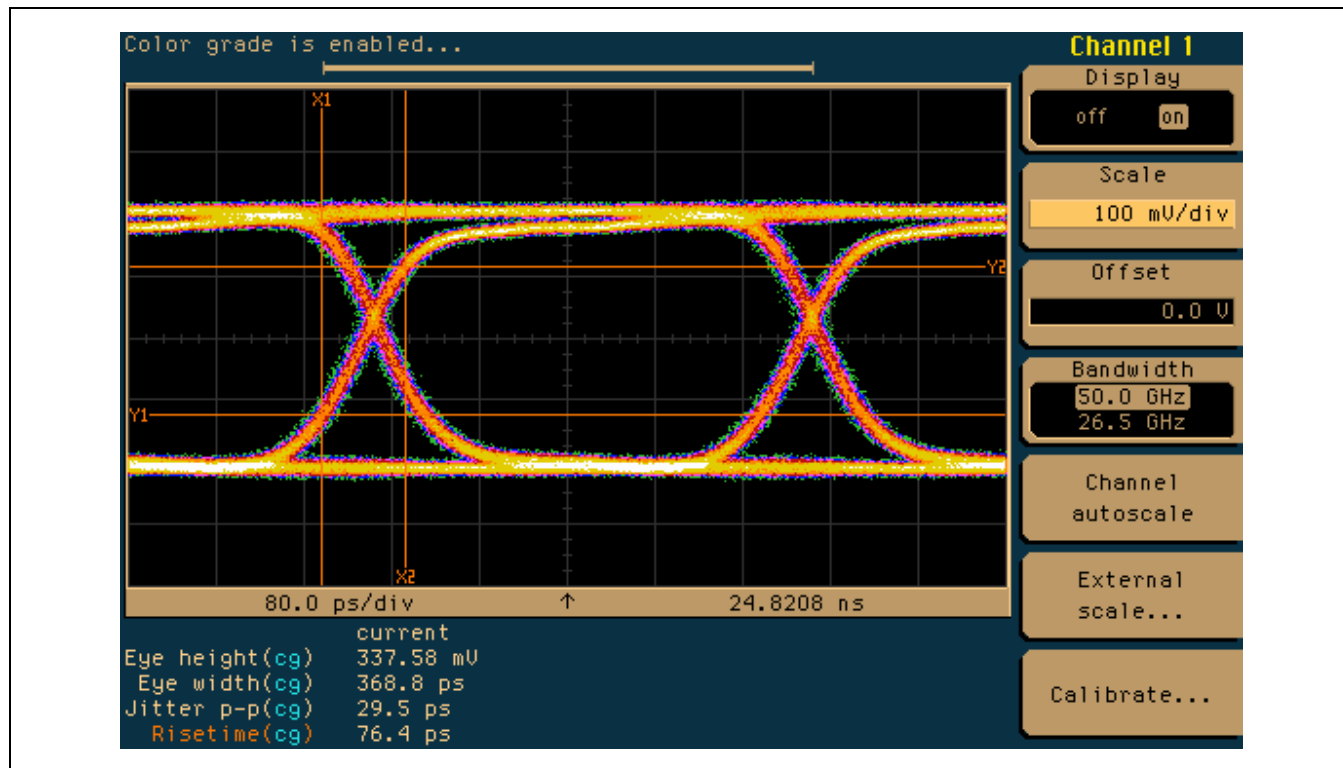 Color grade is enabled...
Channel 1
Display
off on
Scale
100 mV/div
Offset
0.0 V
Bandwidth
50.0 GHz
26.5 GHz
Channel
autoscale
External
scale...
Calibrate...
X1
Y2
Y1
X2
80.0 ps/div ↑ 24.8208 ns
current
Eye height(cg) 337.58 mV
Eye width(cg) 368.8 ps
Jitter p-p(cg) 29.5 ps
Risetime(cg) 76.4 ps